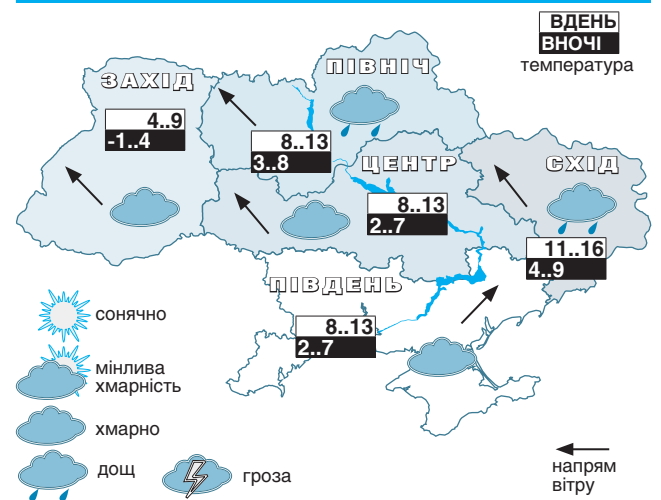 ВДЕНЬ
ВНОЧІ
температура
ПІВНІЧ
ЗАХІД
4..9
-1..4
8..13
3..8
ЦЕНТР
СХІД
8..13
2..7
11..16
4..9
ПІВДЕНЬ
8..13
2..7
сонячно
мінлива
хмарність
хмарно
дощ
гроза
напрям
вітру